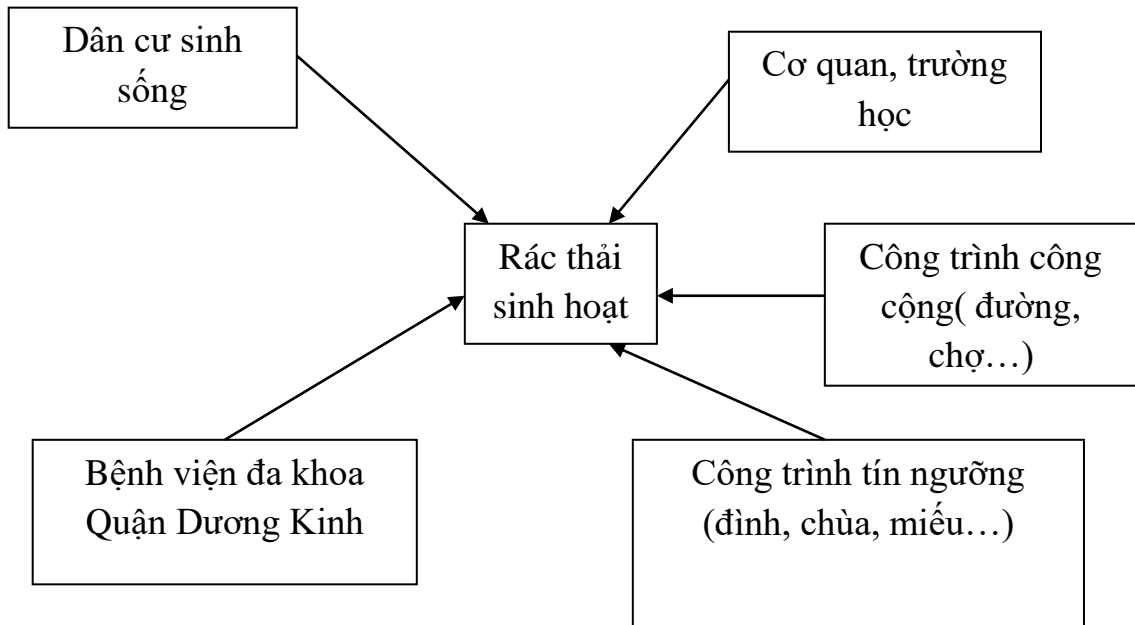 Dân cư sinh
sống
Cơ quan, trường
học
Rác thải
sinh hoạt
Công trình công
cộng( đường,
chợ…)
Bệnh viện đa khoa
Quận Dương Kinh
Công trình tín ngưỡng
(đình, chùa, miếu…)